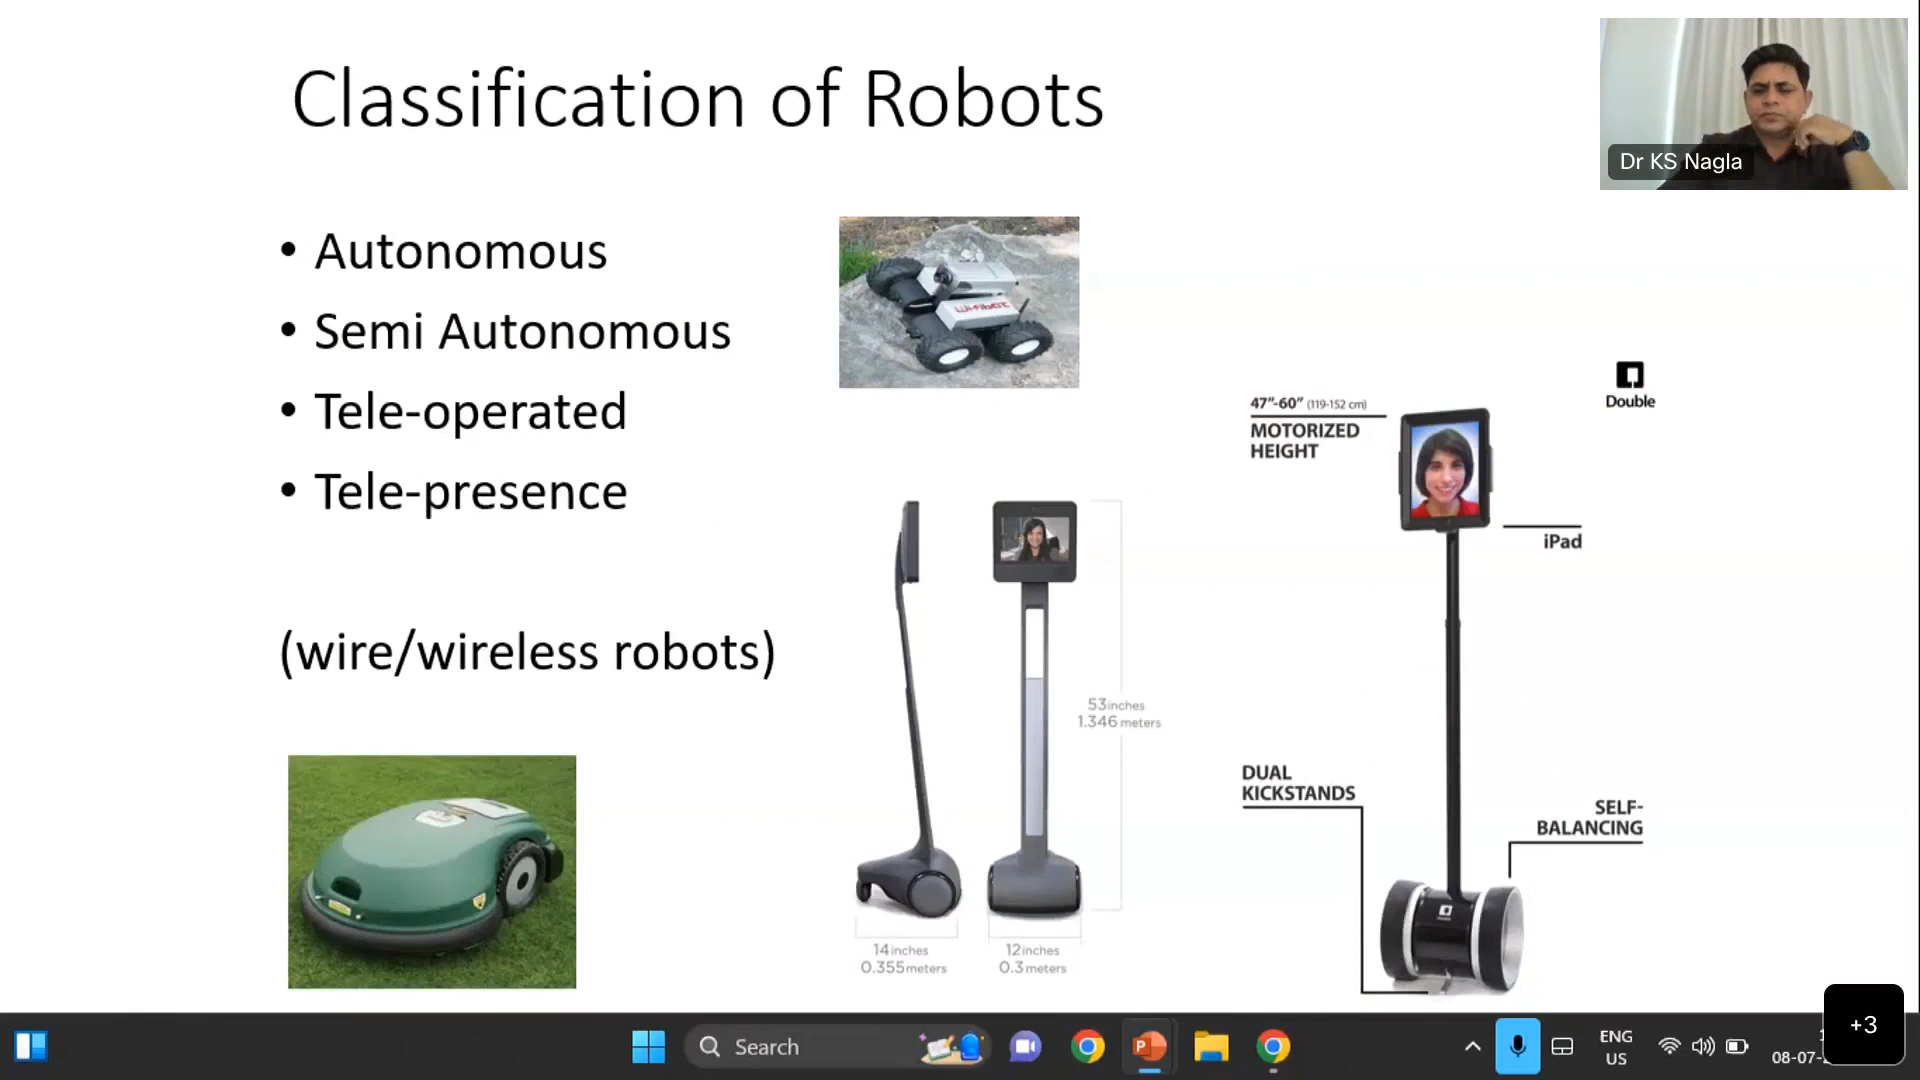 Classification of Robots
Dr KS Nagla
• Autonomous
• Semi Autonomous
• Tele-operated
• Tele-presence
(wire/wireless robots)
wifibot
Double
47"-60" (119-152 cm)
MOTORIZED
HEIGHT
iPad
53 inches
1.346 meters
DUAL
KICKSTANDS
SELF-
BALANCING
14 inches
0.355 meters
12 inches
0.3 meters
+3
Search
ENG
US
08-07-